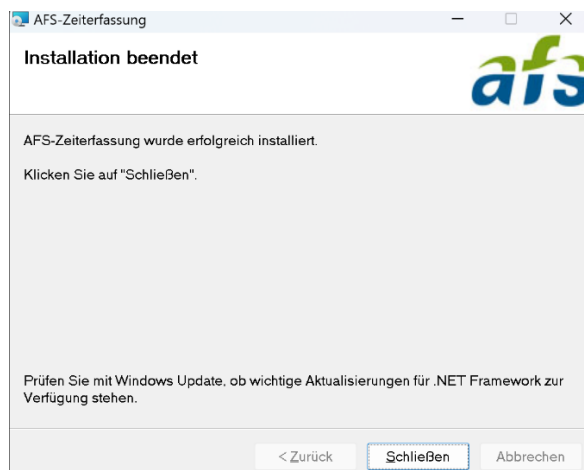 AFS-Zeiterfassung
Installation beendet
afs
AFS-Zeiterfassung wurde erfolgreich installiert.
Klicken Sie auf "Schließen".
Prüfen Sie mit Windows Update, ob wichtige Aktualisierungen für .NET Framework zur
Verfügung stehen.
< Zurück Schließen Abbrechen